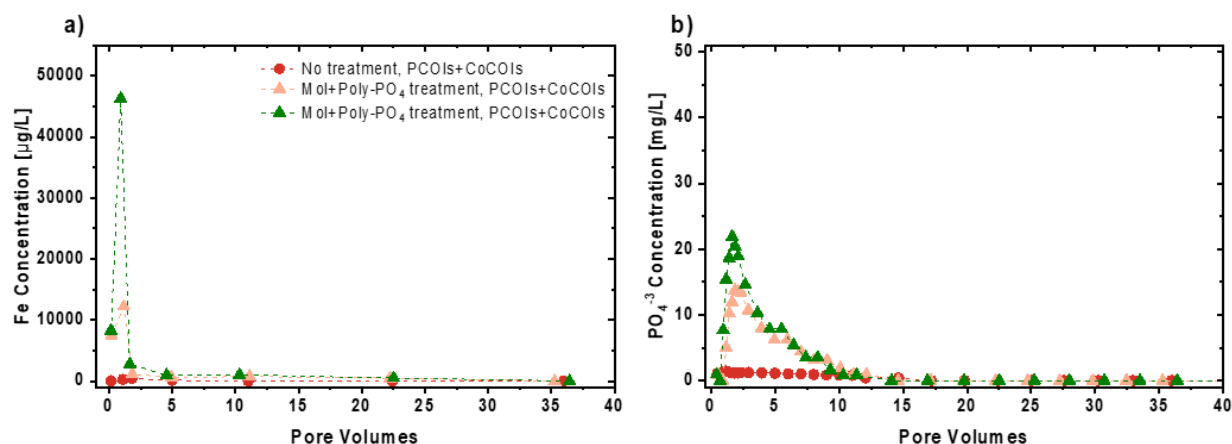 a)
Fe Concentration [µg/L]
50000
40000
30000
20000
10000
0
No treatment, PCOIs+CoCOIs
Mol+Poly-PO₄ treatment, PCOIs+CoCOIs
Mol+Poly-PO₄ treatment, PCOIs+CoCOIs
0 5 10 15 20 25 30 35 40
Pore Volumes
b)
PO₄⁻³ Concentration [mg/L]
50
40
30
20
10
0
0 5 10 15 20 25 30 35 40
Pore Volumes